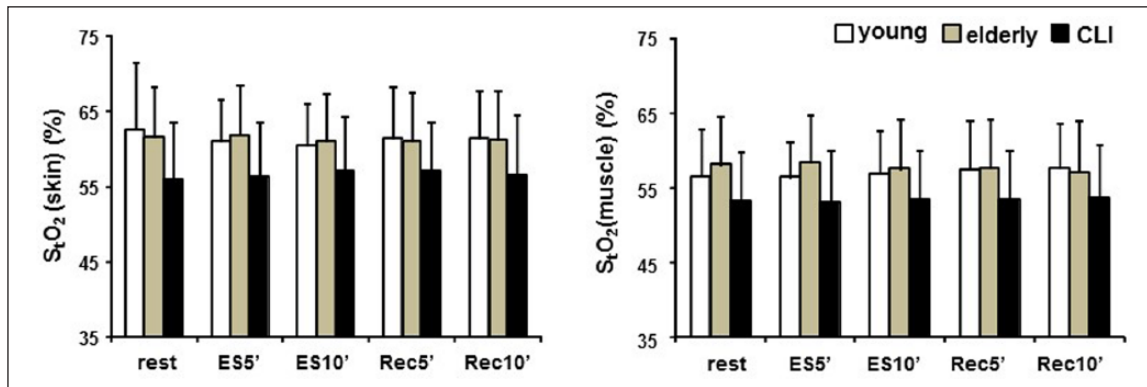 75
65
55
45
35
StO2 (skin) (%)
rest ES5' ES10' Rec5' Rec10'
young elderly CLI
75
65
55
45
35
StO2(muscle) (%)
rest ES5' ES10' Rec5' Rec10'